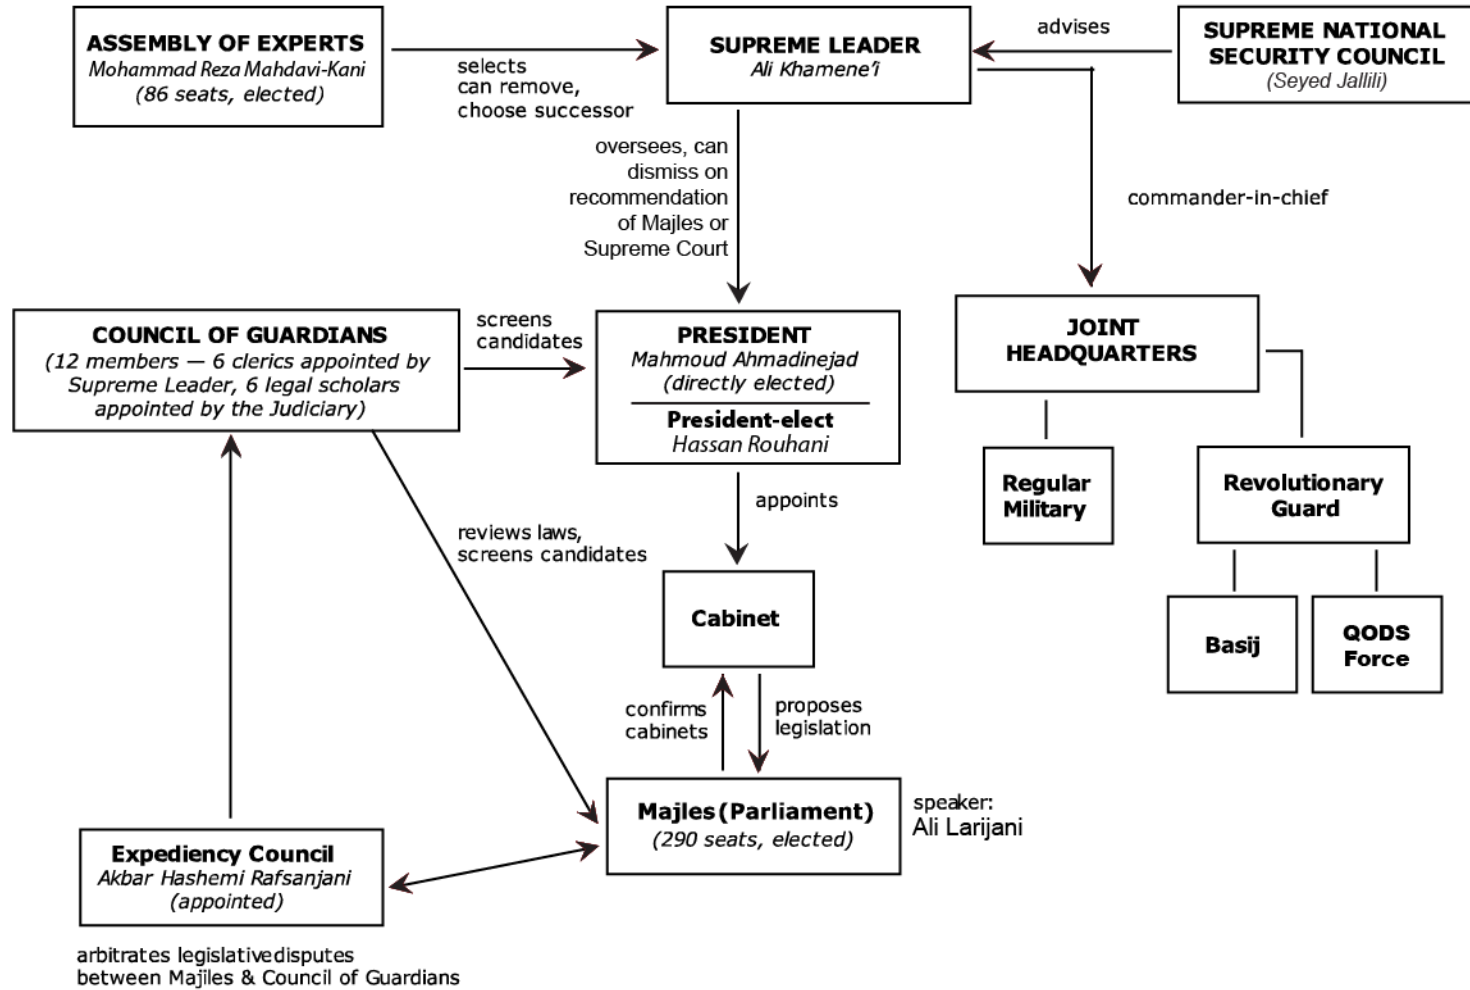 ASSEMBLY OF EXPERTS
Mohammad Reza Mahdavi-Kani
(86 seats, elected)
selects
can remove,
choose successor
SUPREME LEADER
Ali Khamene'i
advises
SUPREME NATIONAL
SECURITY COUNCIL
(Seyed Jallili)
oversees, can
dismiss on
recommendation
of Majles or
Supreme Court
commander-in-chief
COUNCIL OF GUARDIANS
(12 members — 6 clerics appointed by
Supreme Leader, 6 legal scholars
appointed by the Judiciary)
screens
candidates
PRESIDENT
Mahmoud Ahmadinejad
(directly elected)
President-elect
Hassan Rouhani
JOINT
HEADQUARTERS
Regular
Military
Revolutionary
Guard
Basij
QODS
Force
appoints
reviews laws,
screens candidates
Cabinet
confirms
cabinets
proposes
legislation
Majles (Parliament)
(290 seats, elected)
speaker:
Ali Larijani
Expediency Council
Akbar Hashemi Rafsanjani
(appointed)
arbitrates legislative disputes
between Majiles & Council of Guardians